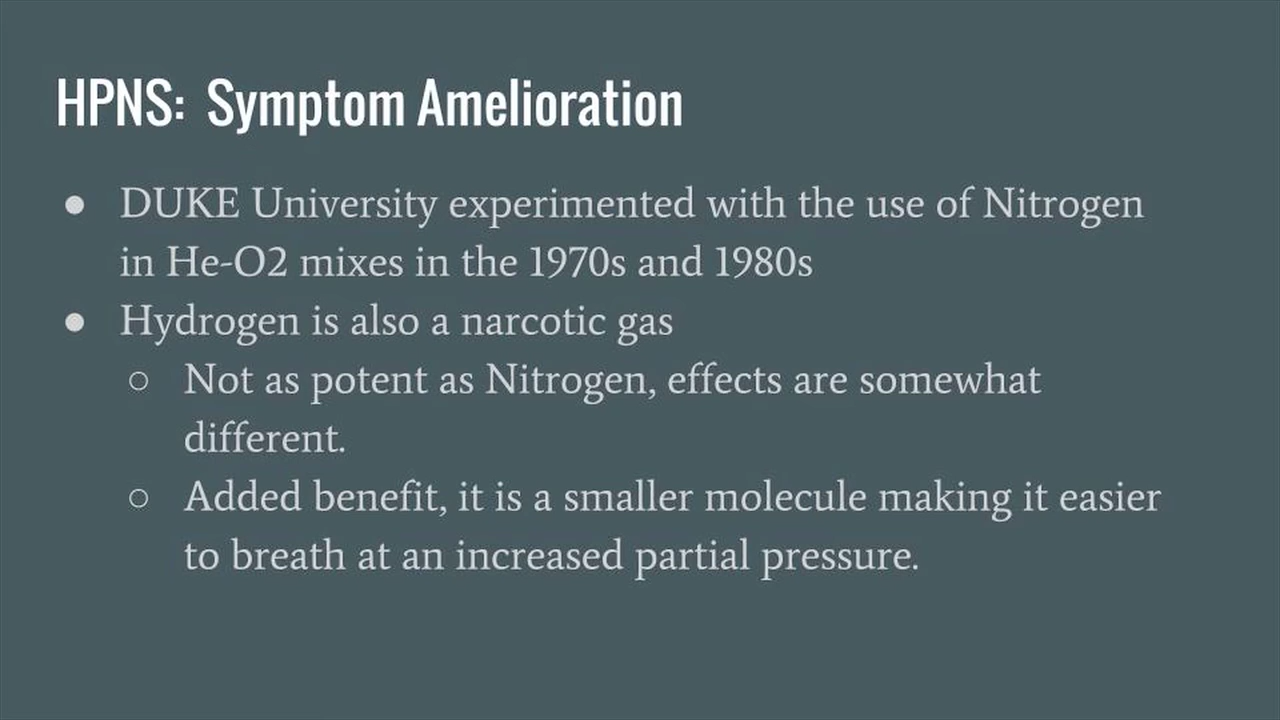 HPNS:  Symptom Amelioration
● DUKE University experimented with the use of Nitrogen
in He-O2 mixes in the 1970s and 1980s
● Hydrogen is also a narcotic gas
○ Not as potent as Nitrogen, effects are somewhat
different.
○ Added benefit, it is a smaller molecule making it easier
to breath at an increased partial pressure.